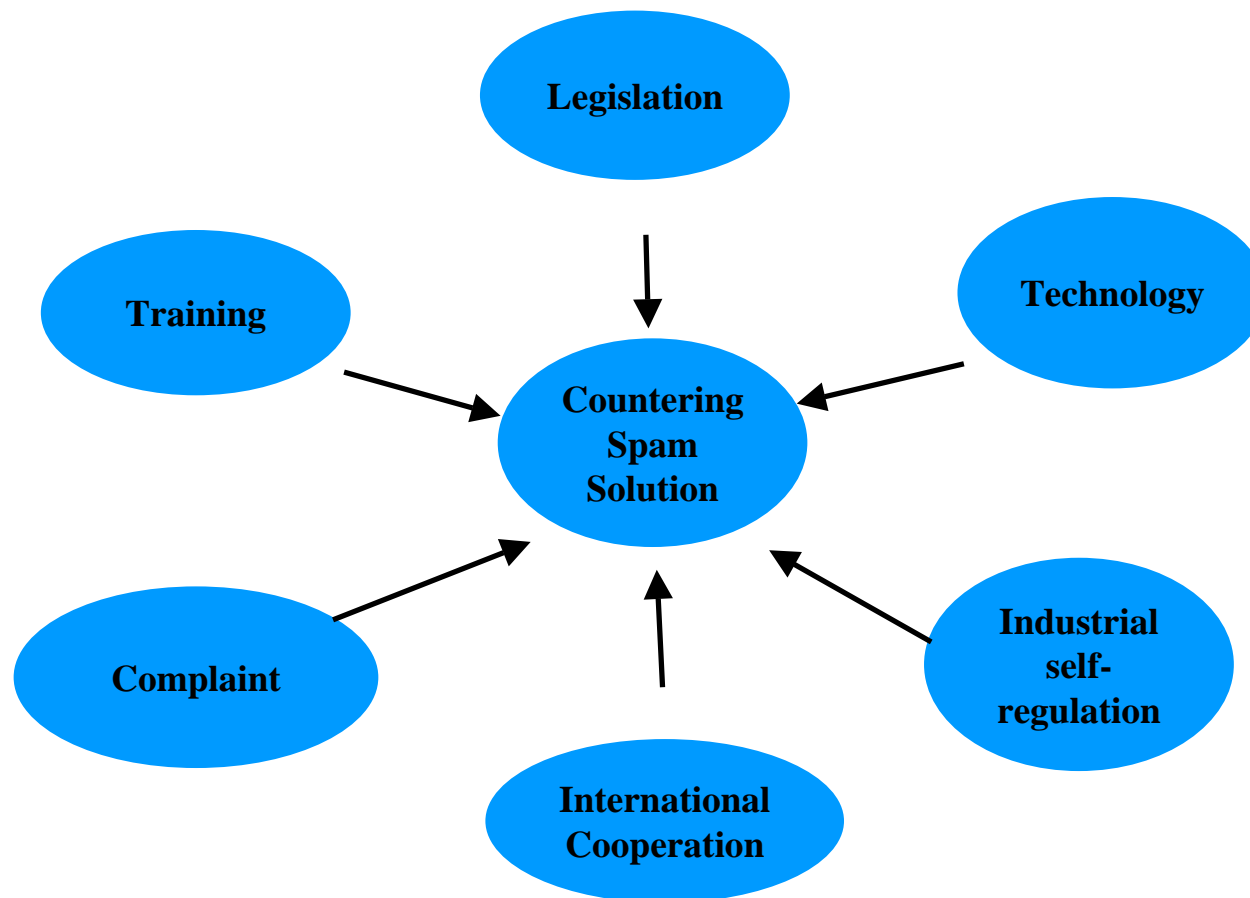 Legislation
Technology
Training
Countering
Spam
Solution
Industrial
self-
regulation
Complaint
International
Cooperation